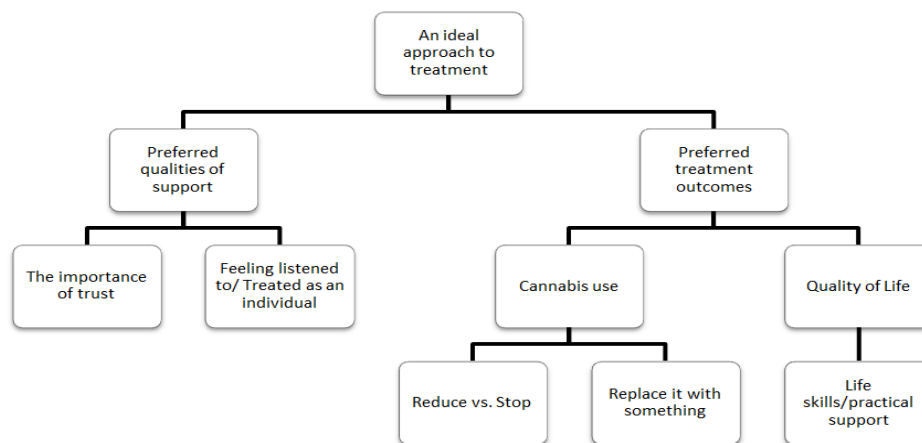 An ideal
approach to
treatment
Preferred
qualities of
support
Preferred
treatment
outcomes
The importance
of trust
Feeling listened
to/ Treated as an
individual
Cannabis use
Quality of Life
Reduce vs. Stop
Replace it with
something
Life
skills/practical
support